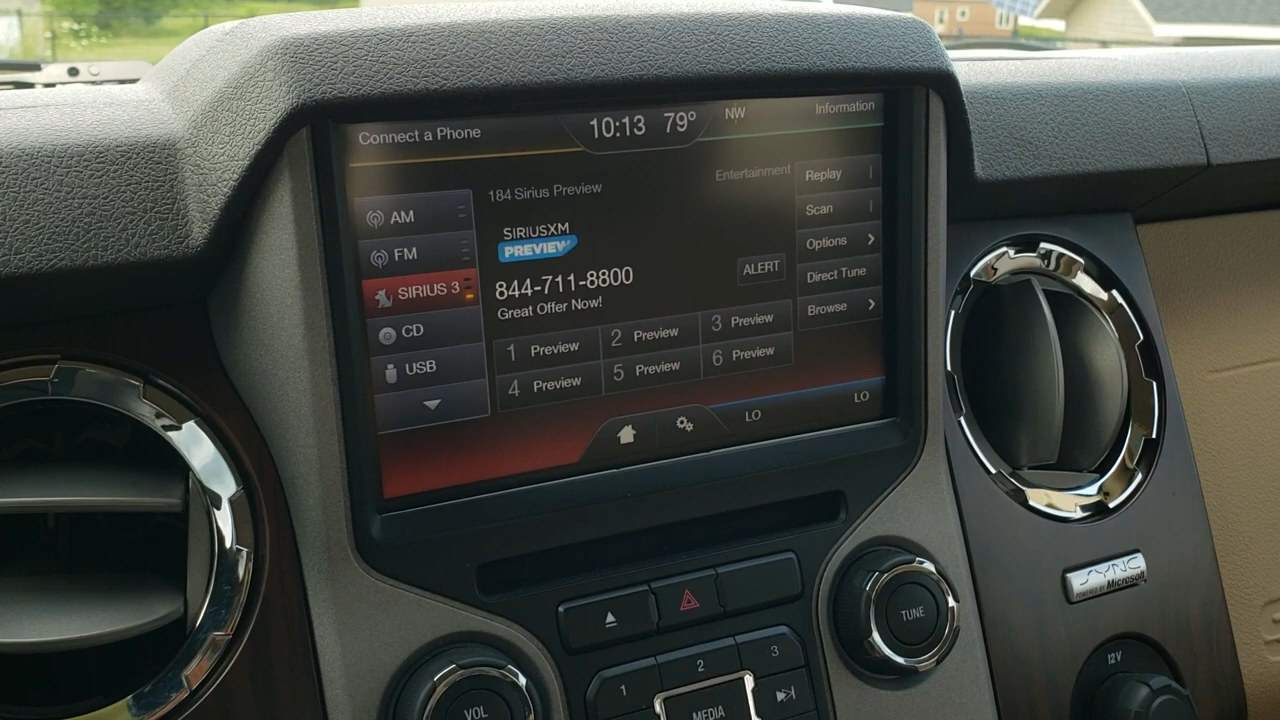 Connect a Phone
10:13 79°
NW
Information
AM
FM
SIRIUS 3
CD
USB
184 Sirius Preview
Entertainment
SIRIUSXM
PREVIEW
844-711-8800
Great Offer Now!
ALERT
1 Preview
2 Preview
3 Preview
4 Preview
5 Preview
6 Preview
Replay
Scan
Options
Direct Tune
Browse
LO
LO
TUNE
VOL
1
2
3
MEDIA
SYNC
POWERED BY Microsoft
12V